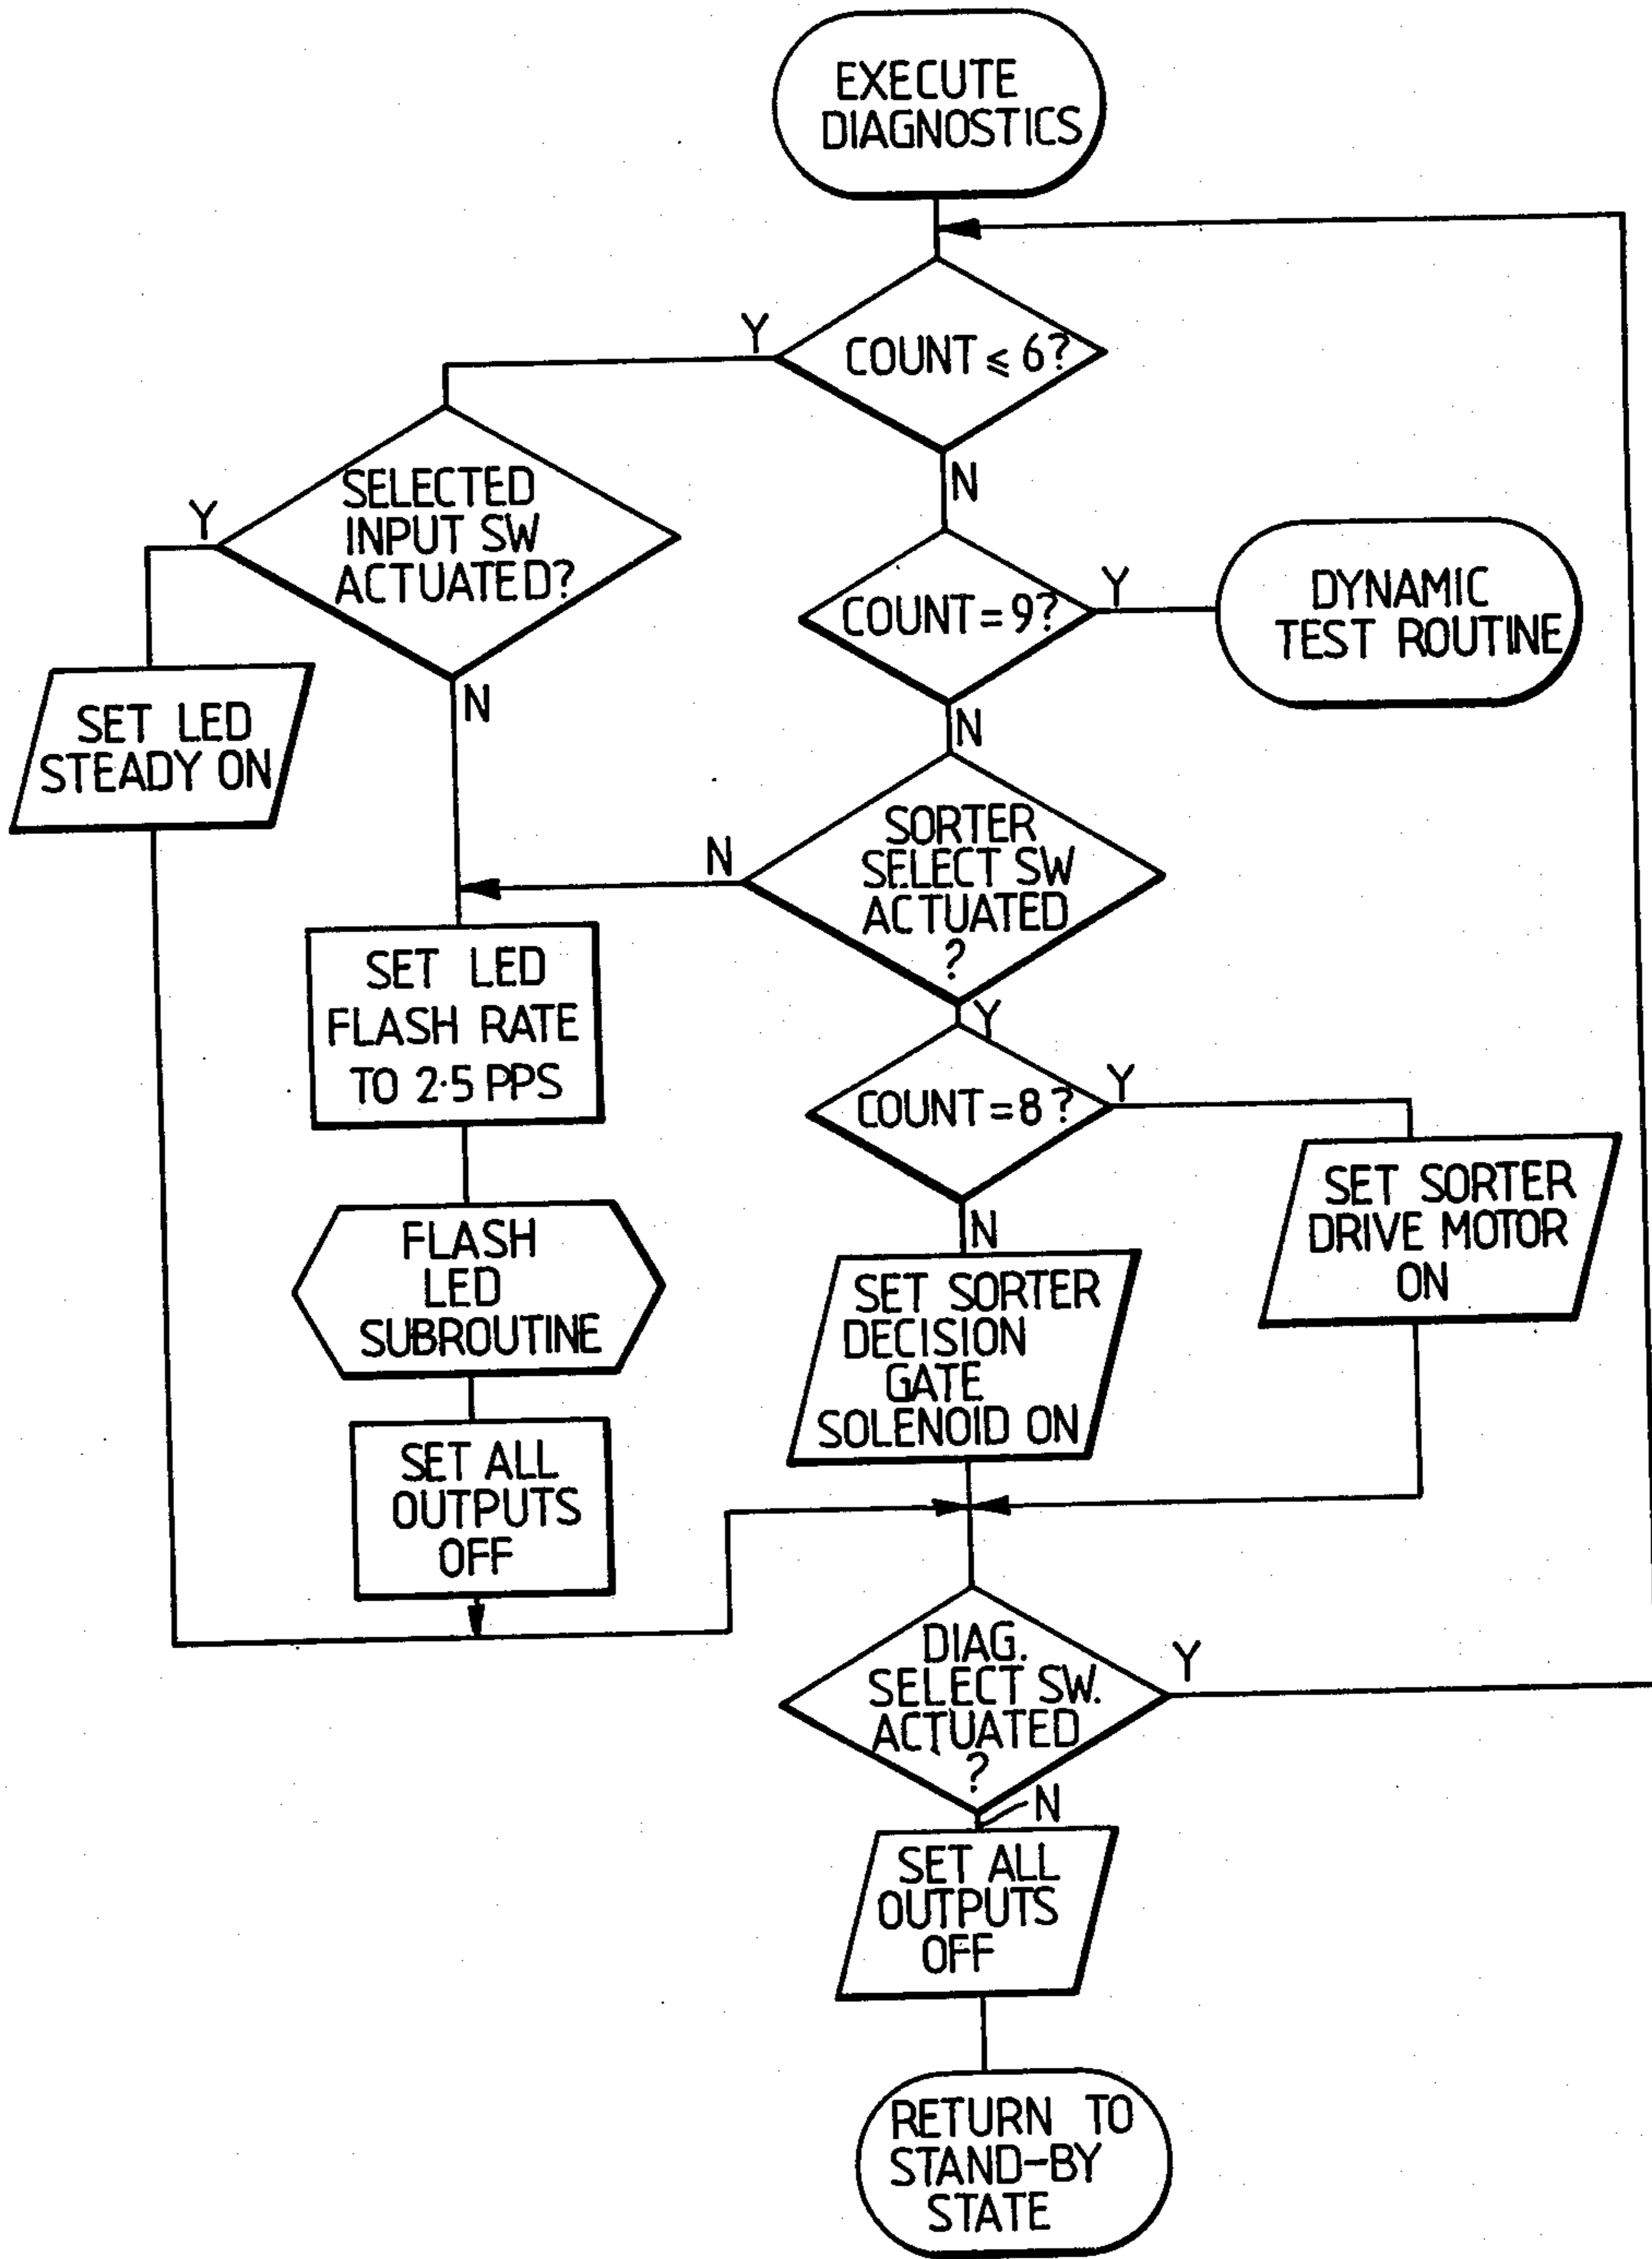 EXECUTE
DIAGNOSTICS
Y
COUNT ⩽ 6?
N
SELECTED
INPUT SW
ACTUATED?
Y
N
COUNT = 9?
Y
N
DYNAMIC
TEST ROUTINE
SET LED
STEADY ON
SORTER
SELECT SW
ACTUATED
?
N
Y
SET LED
FLASH RATE
TO 2·5 PPS
COUNT = 8?
Y
N
SET SORTER
DRIVE MOTOR
ON
FLASH
LED
SUBROUTINE
SET SORTER
DECISION
GATE
SOLENOID ON
SET ALL
OUTPUTS
OFF
DIAG.
SELECT SW.
ACTUATED
?
Y
N
SET ALL
OUTPUTS
OFF
RETURN TO
STAND-BY
STATE